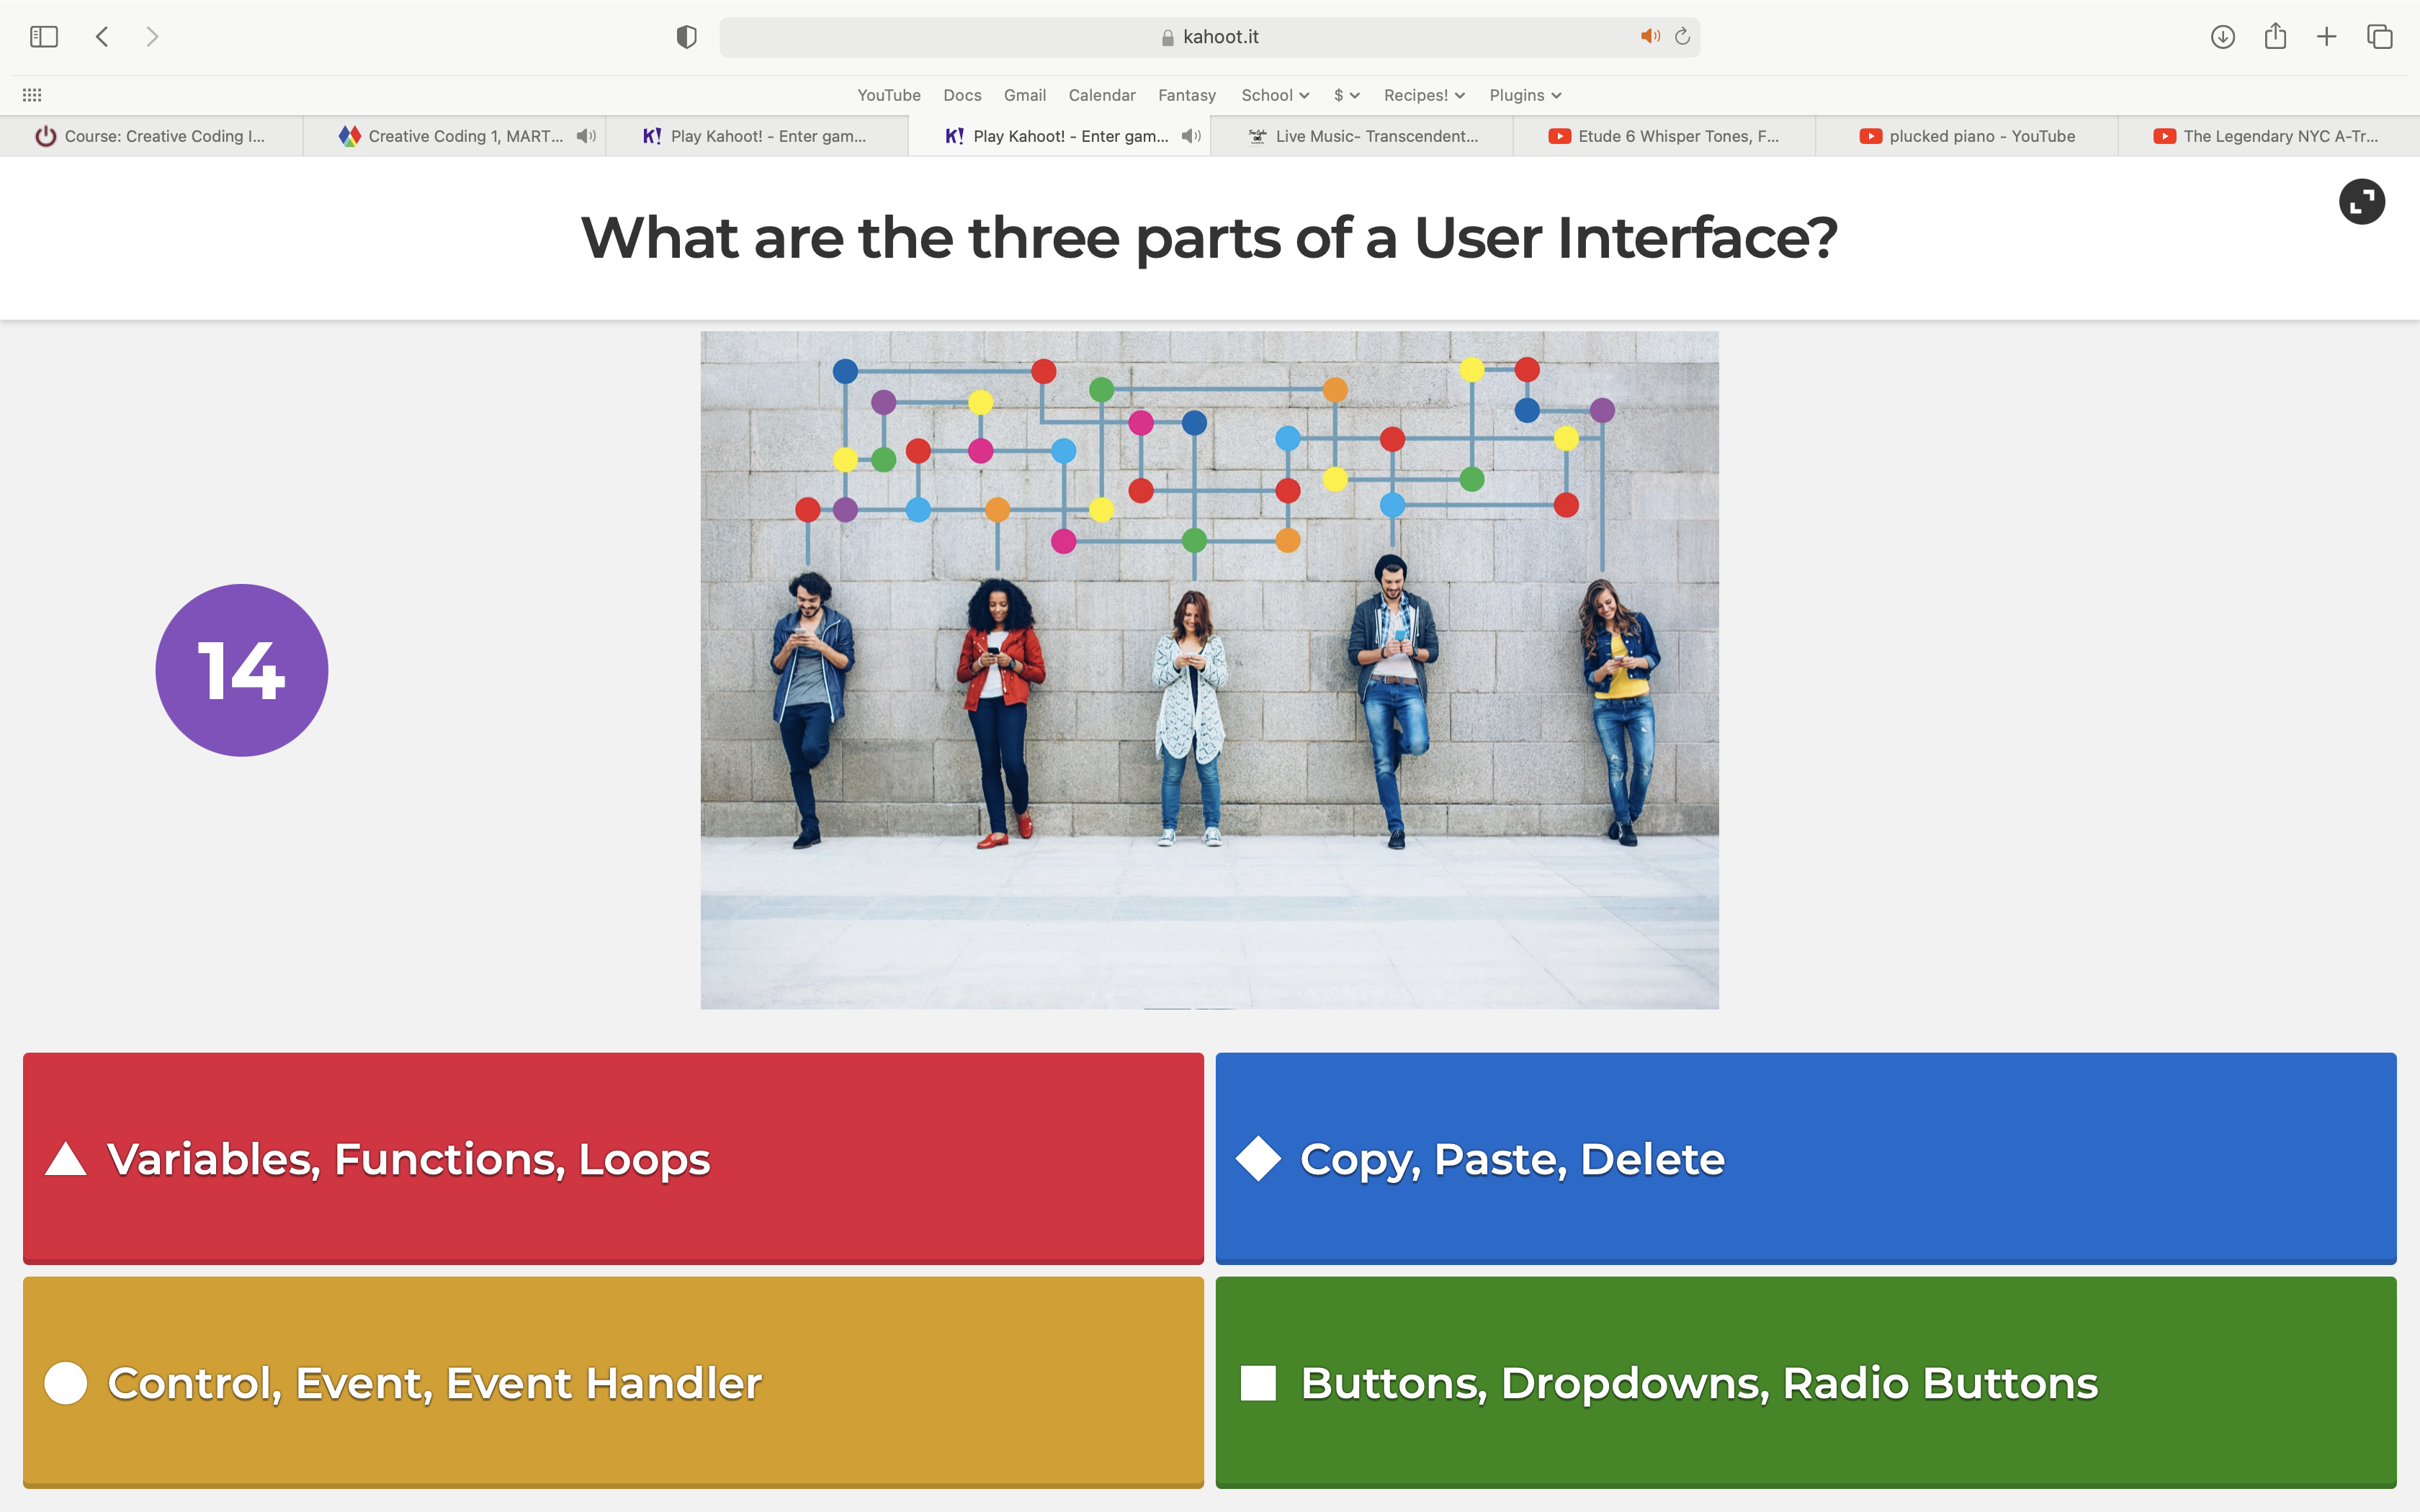 kahoot.it
YouTube Docs Gmail Calendar Fantasy School $ Recipes! Plugins
Course: Creative Coding I... Creative Coding 1, MART... K! Play Kahoot! - Enter gam... K! Play Kahoot! - Enter gam... Live Music- Transcendent... Etude 6 Whisper Tones, F... plucked piano - YouTube The Legendary NYC A-Tr...
What are the three parts of a User Interface?
14
Variables, Functions, Loops
Copy, Paste, Delete
Control, Event, Event Handler
Buttons, Dropdowns, Radio Buttons